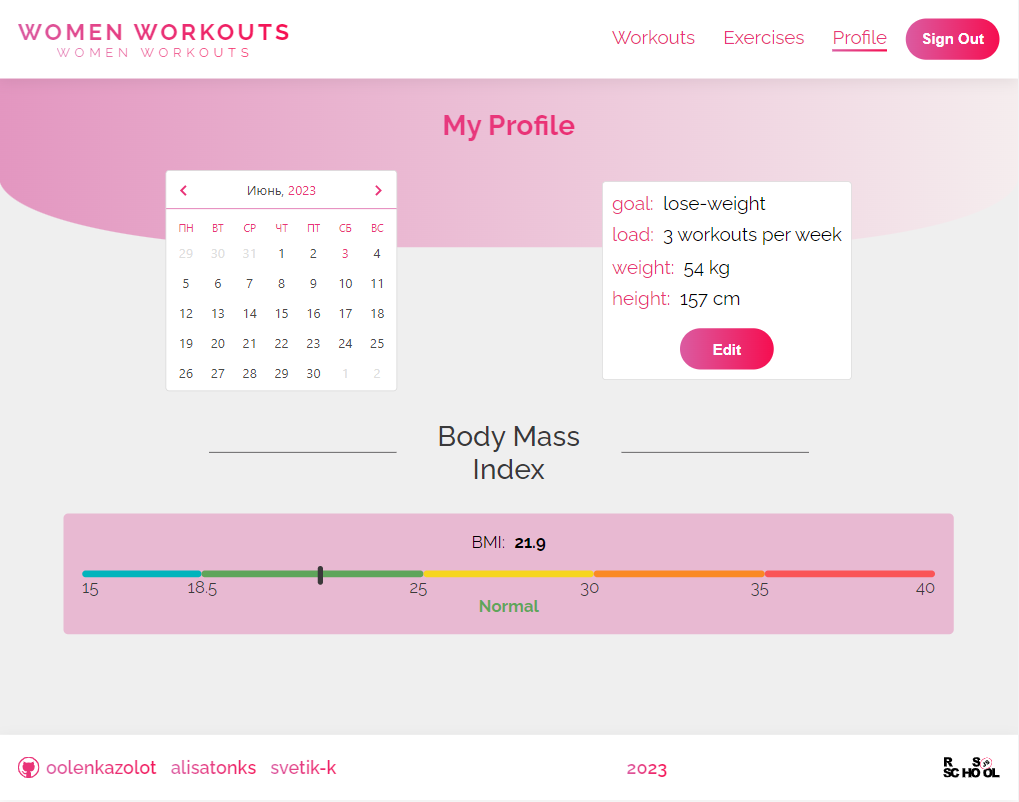 WOMEN WORKOUTS
WOMEN WORKOUTS
Workouts Exercises Profile Sign Out
My Profile
Июнь, 2023
ПН ВТ СР ЧТ ПТ СБ ВС
29 30 31 1 2 3 4
5 6 7 8 9 10 11
12 13 14 15 16 17 18
19 20 21 22 23 24 25
26 27 28 29 30 1 2
goal: lose-weight
load: 3 workouts per week
weight: 54 kg
height: 157 cm
Edit
Body Mass
Index
BMI: 21.9
15 18.5 25 30 35 40
Normal
oolenkazolot alisatonks svetik-k 2023
R S
SCHOOL